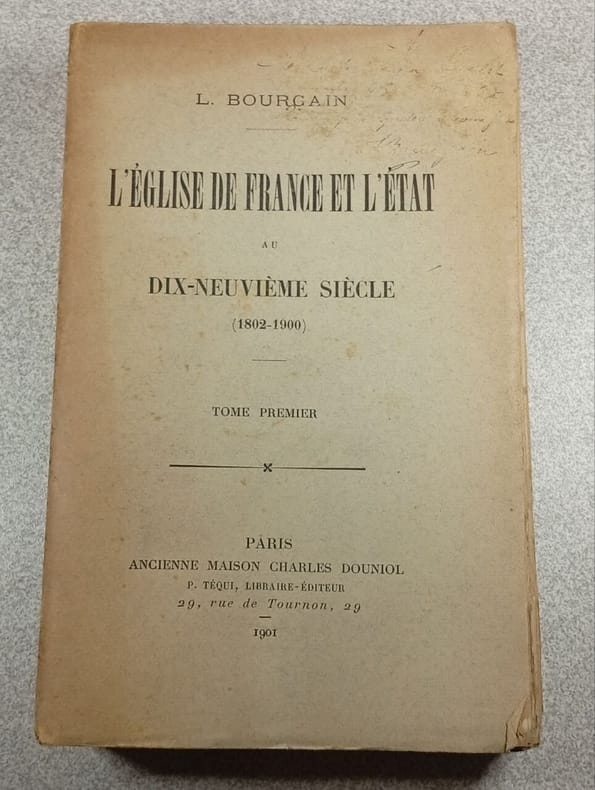 L. BOURGAIN
L'ÉGLISE DE FRANCE ET L'ÉTAT
AU
DIX-NEUVIÈME SIÈCLE
(1802-1900)
TOME PREMIER
PARIS
ANCIENNE MAISON CHARLES DOUNIOL
P. TÉQUI, LIBRAIRE-ÉDITEUR
29, rue de Tournon, 29
1901